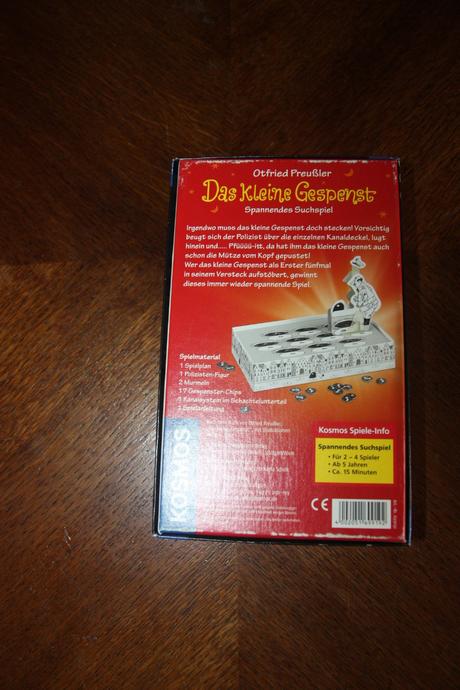 Otfried Preußler
Das kleine Gespenst
Spannendes Suchspiel
Irgendwo muss das kleine Gespenst doch stecken! Vorsichtig
beugt sich der Polizist über die einzelnen Kanaldeckel, lugt
hinein und..... Pfüüüü-itt, da hat ihm das kleine Gespenst auch
schon die Mütze vom Kopf gepustet!
Wer das kleine Gespenst als Erster fünfmal
in seinem Versteck aufstöbert, gewinnt
dieses immer wieder spannende Spiel.
Spielmaterial
1 Spielplan
1 Polizisten-Figur
2 Murmeln
17 Gespenster-Chips
1 Kanalsystem im Schachtelunterteil
1 Spielanleitung
KOSMOS
Kosmos Spiele-Info
Spannendes Suchspiel
• Für 2 – 4 Spieler
• Ab 5 Jahren
• Ca. 15 Minuten
CE
4 002051 699192